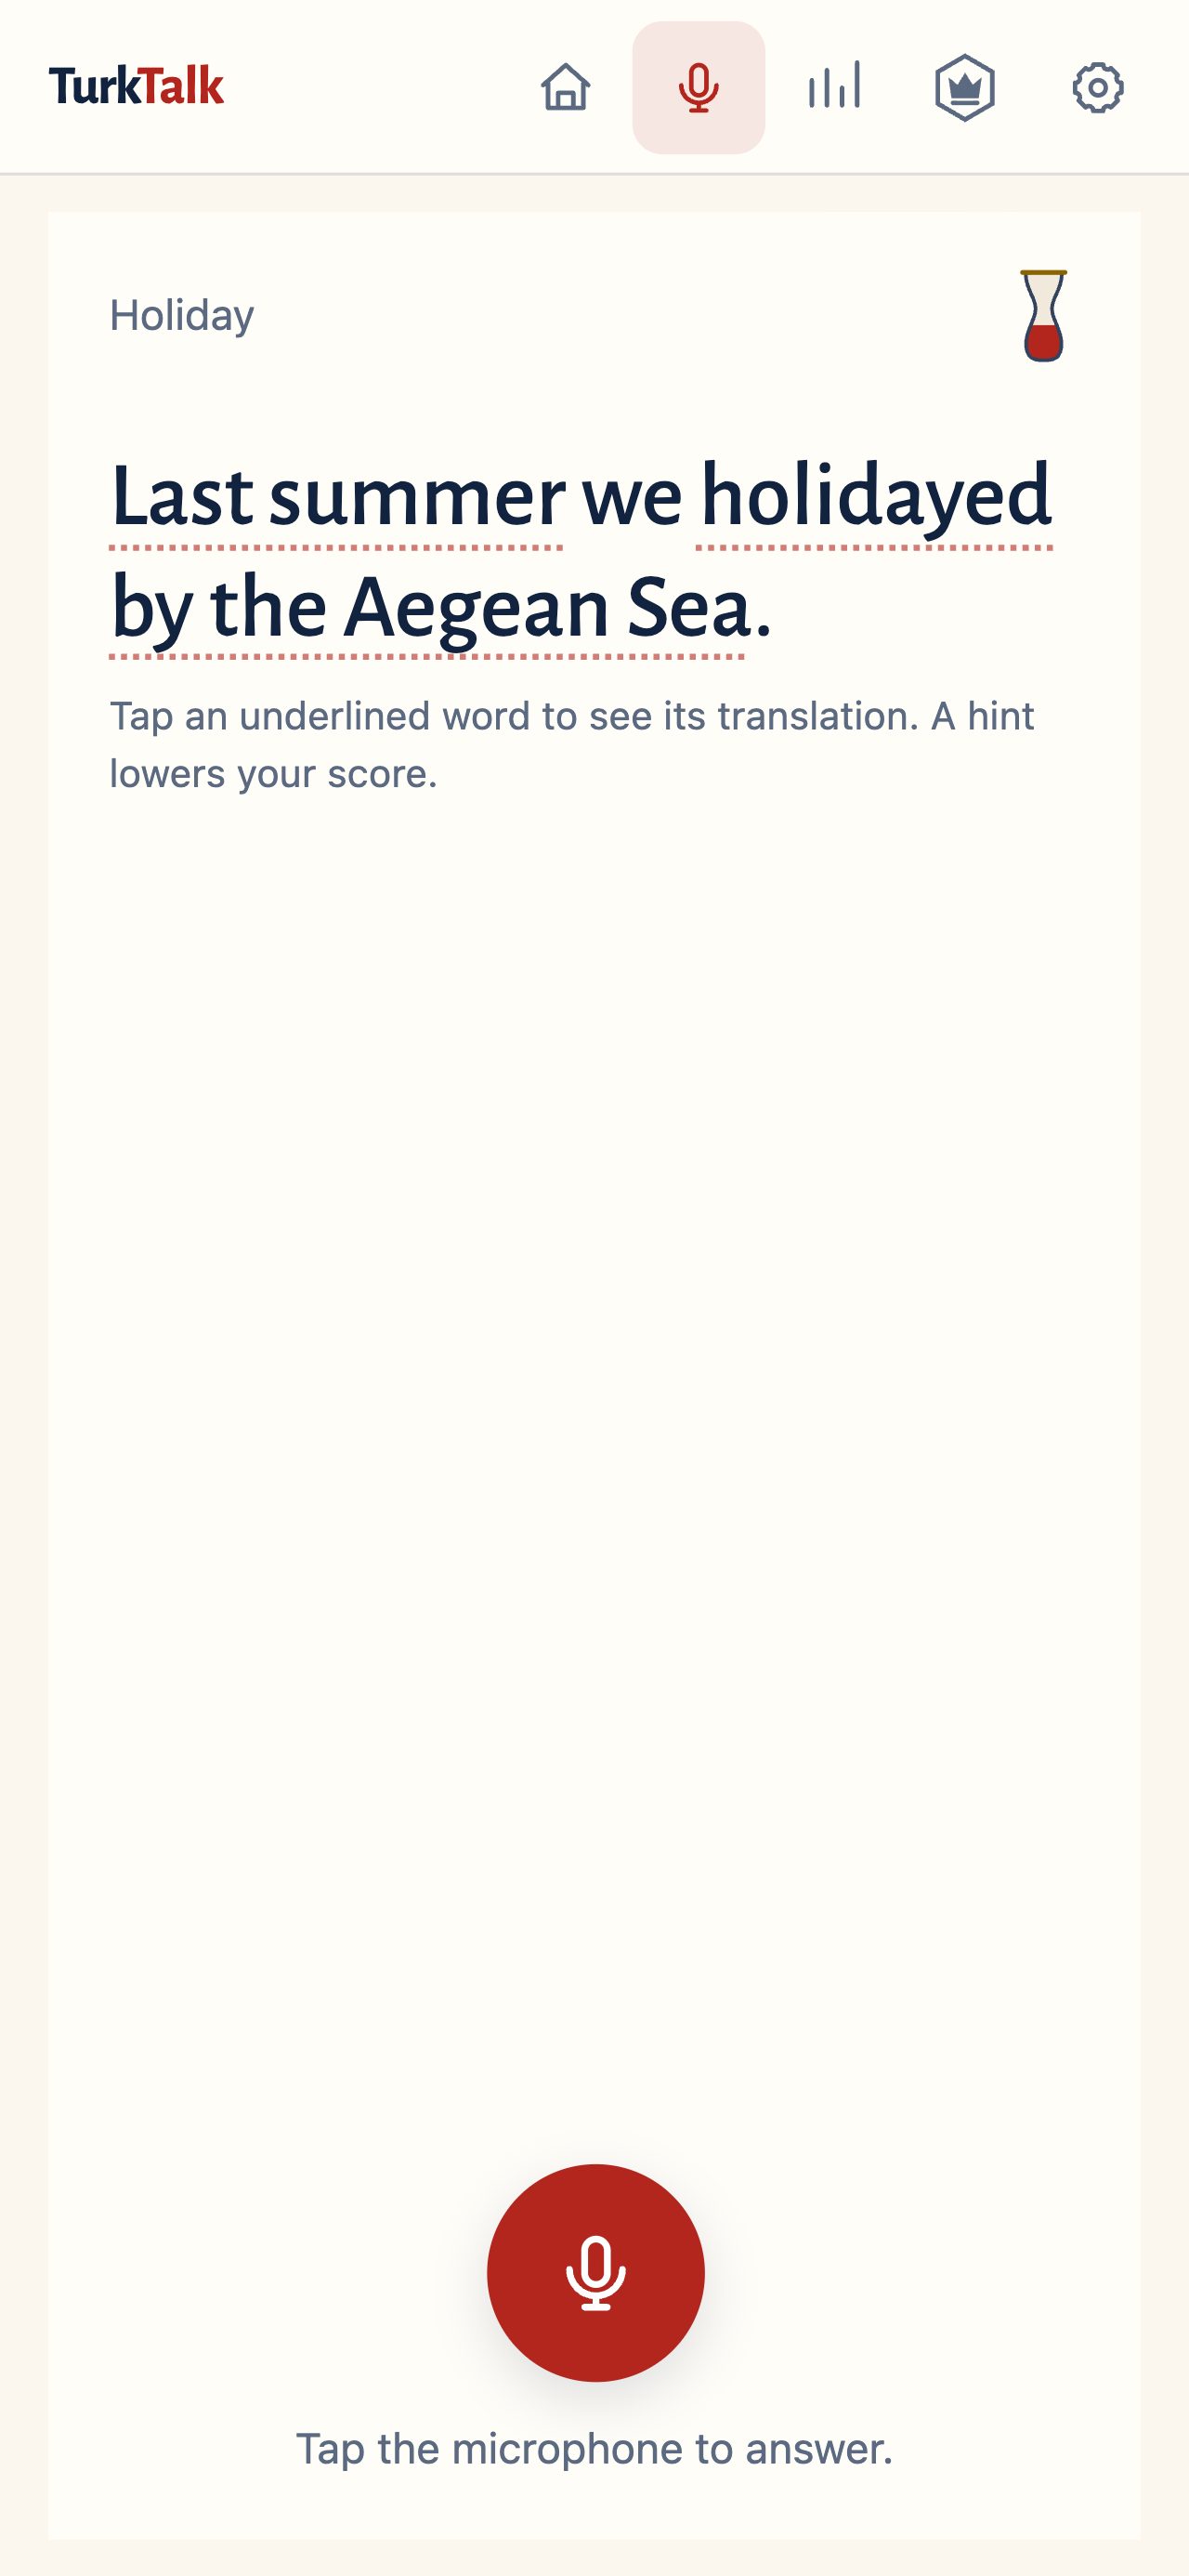 TurkTalk
Holiday
Last summer we holidayed
by the Aegean Sea.
Tap an underlined word to see its translation. A hint
lowers your score.
Tap the microphone to answer.